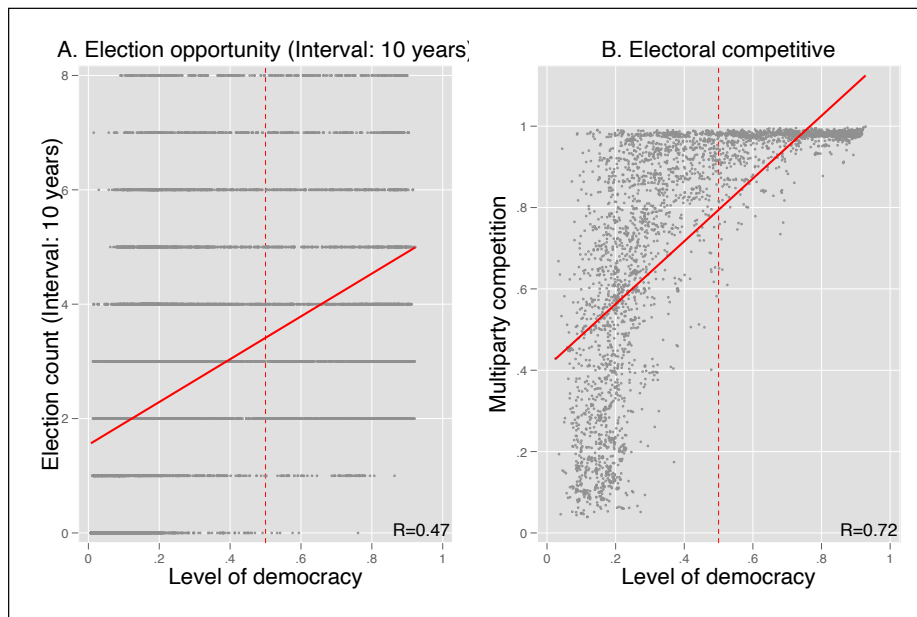 A. Election opportunity (Interval: 10 years)
Election count (Interval: 10 years)
8
6
4
2
0
R=0.47
0 .2 .4 .6 .8 1
Level of democracy
B. Electoral competitive
Multiparty competition
1
.8
.6
.4
.2
0
R=0.72
0 .2 .4 .6 .8 1
Level of democracy